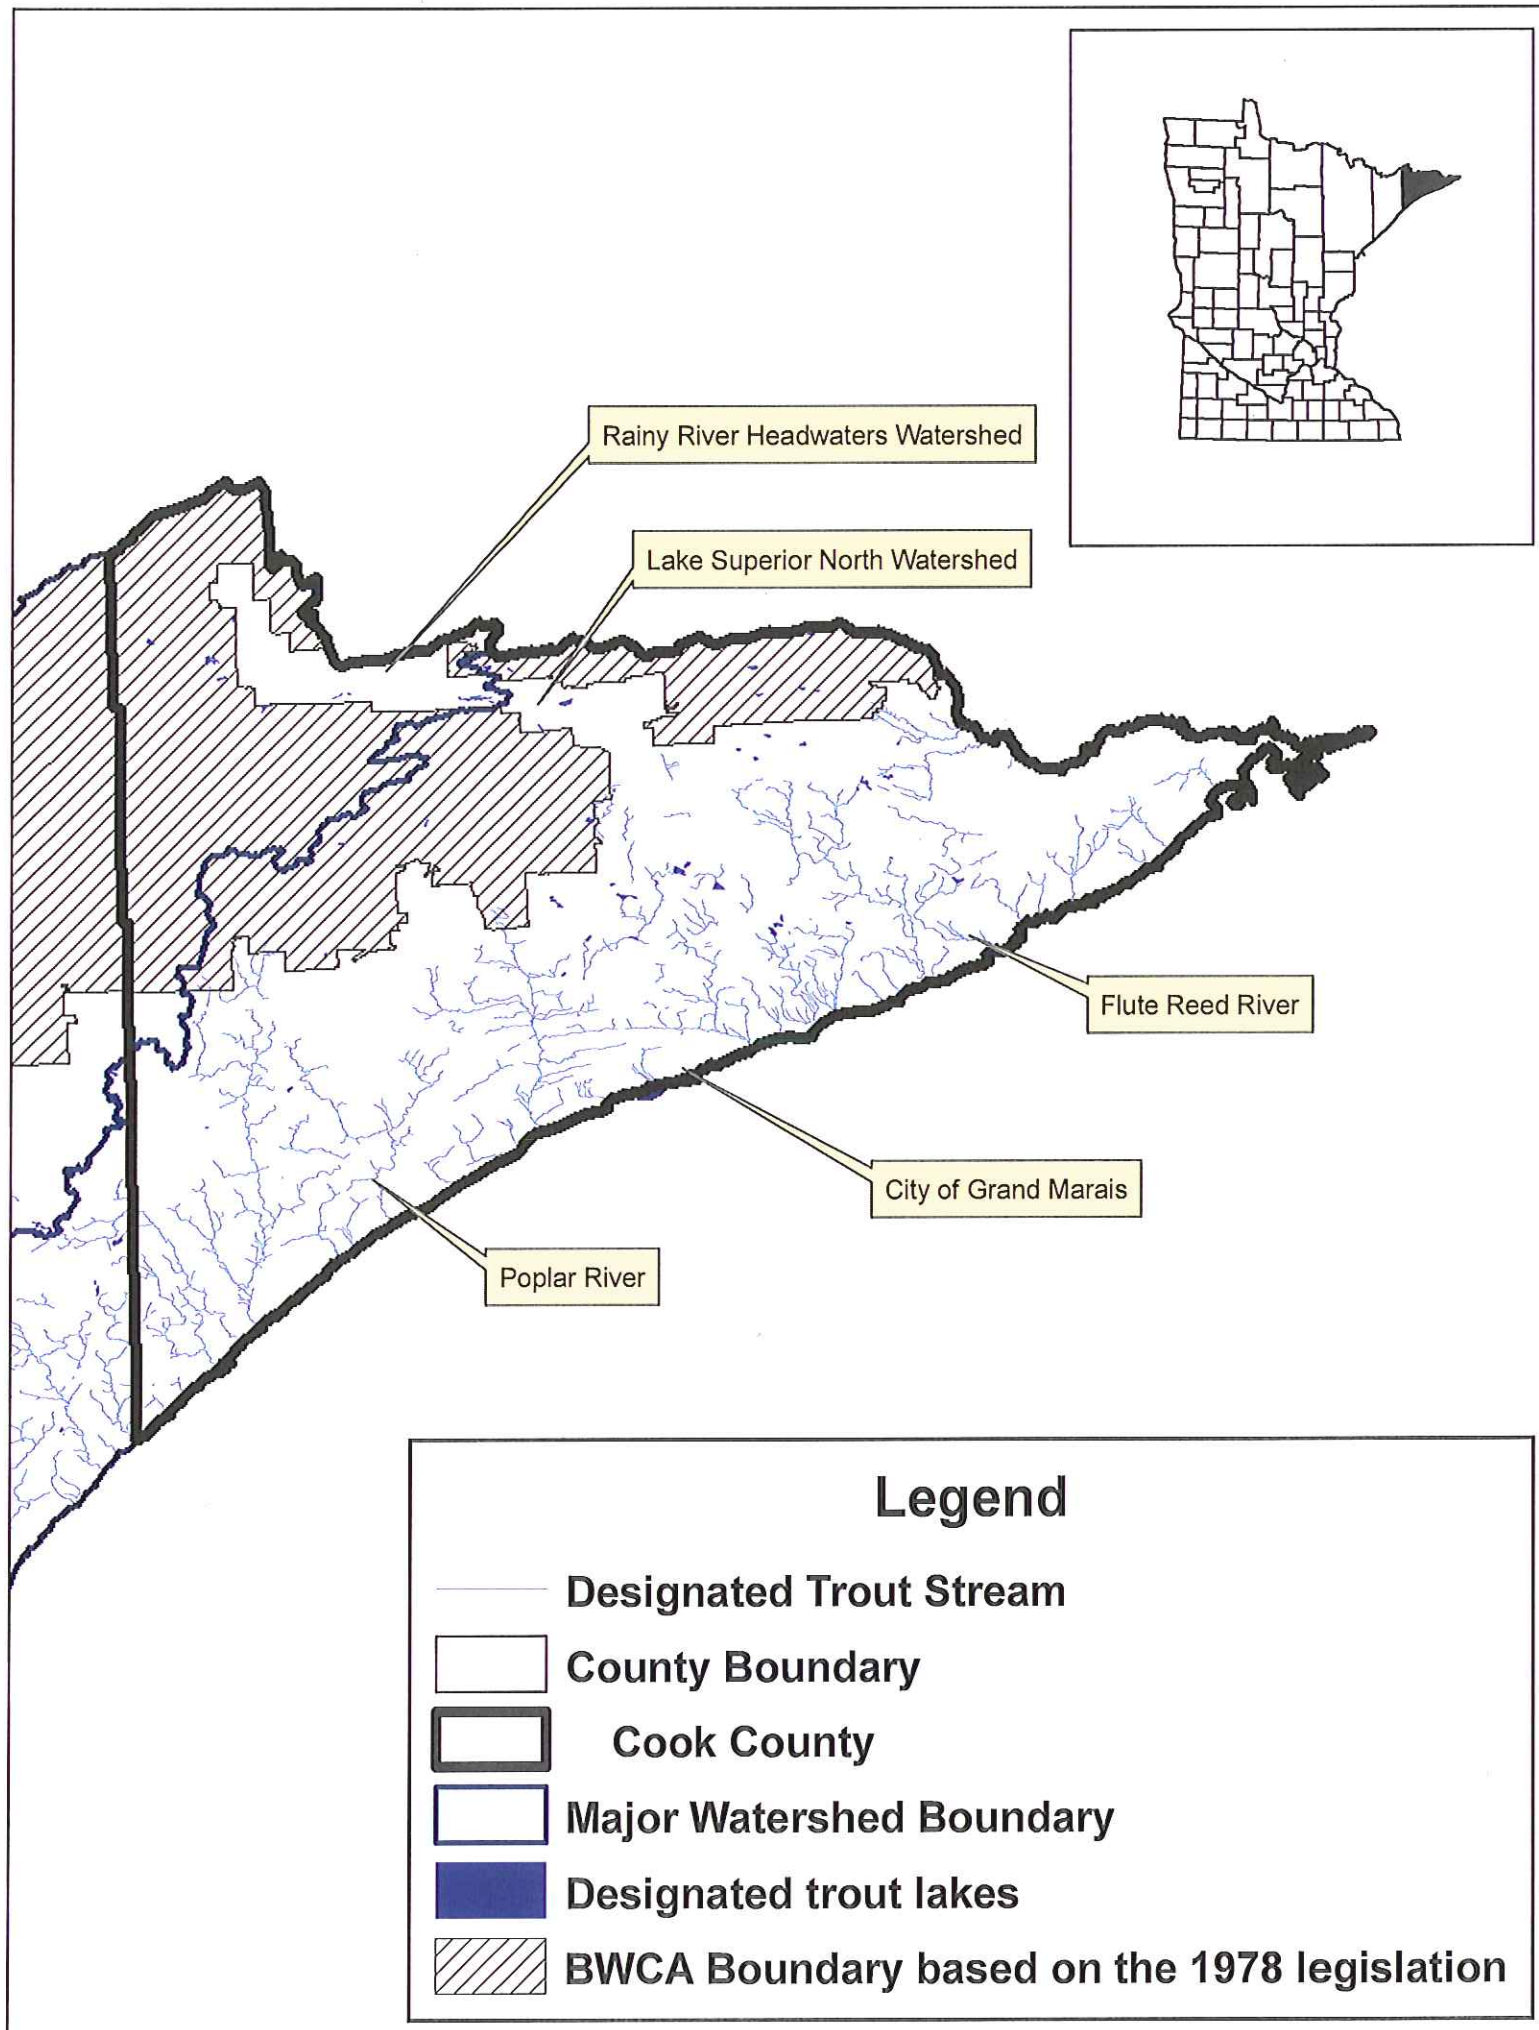 Rainy River Headwaters Watershed
Lake Superior North Watershed
Flute Reed River
City of Grand Marais
Poplar River
Legend
Designated Trout Stream
County Boundary
Cook County
Major Watershed Boundary
Designated trout lakes
BWCA Boundary based on the 1978 legislation